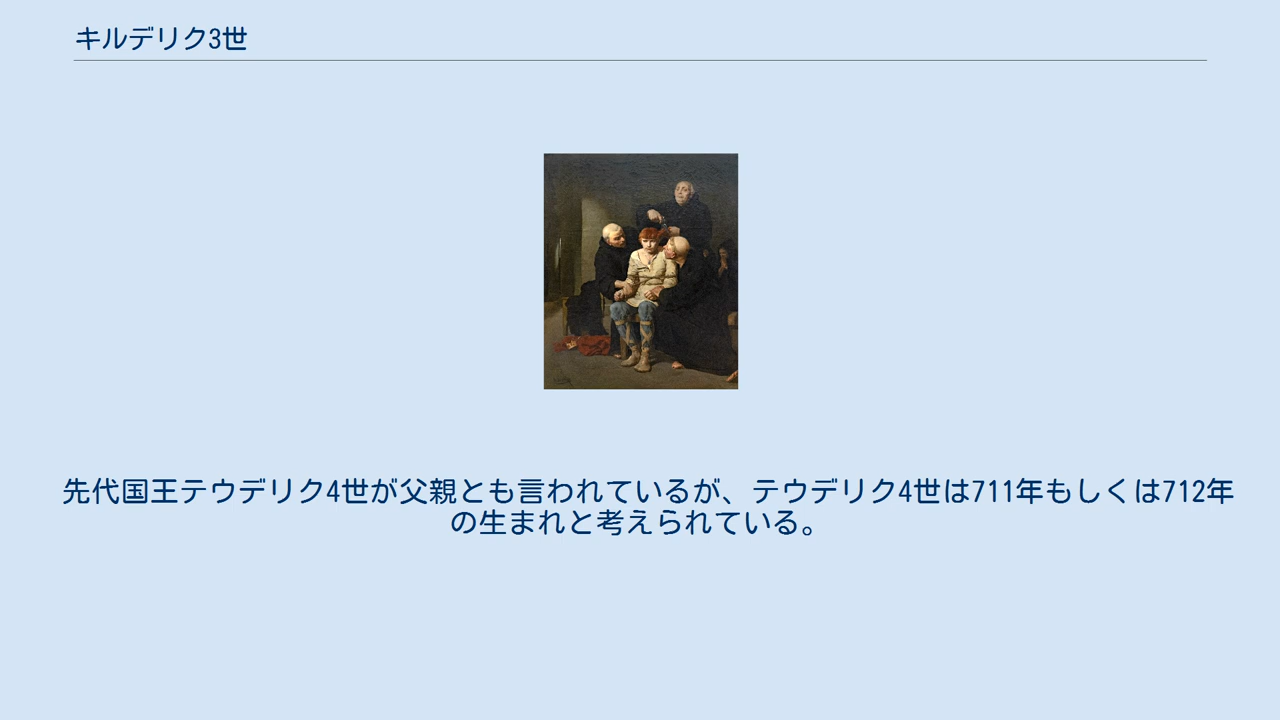 キルデリク3世
先代国王テウデリク4世が父親とも言われているが、テウデリク4世は711年もしくは712年
の生まれと考えられている。